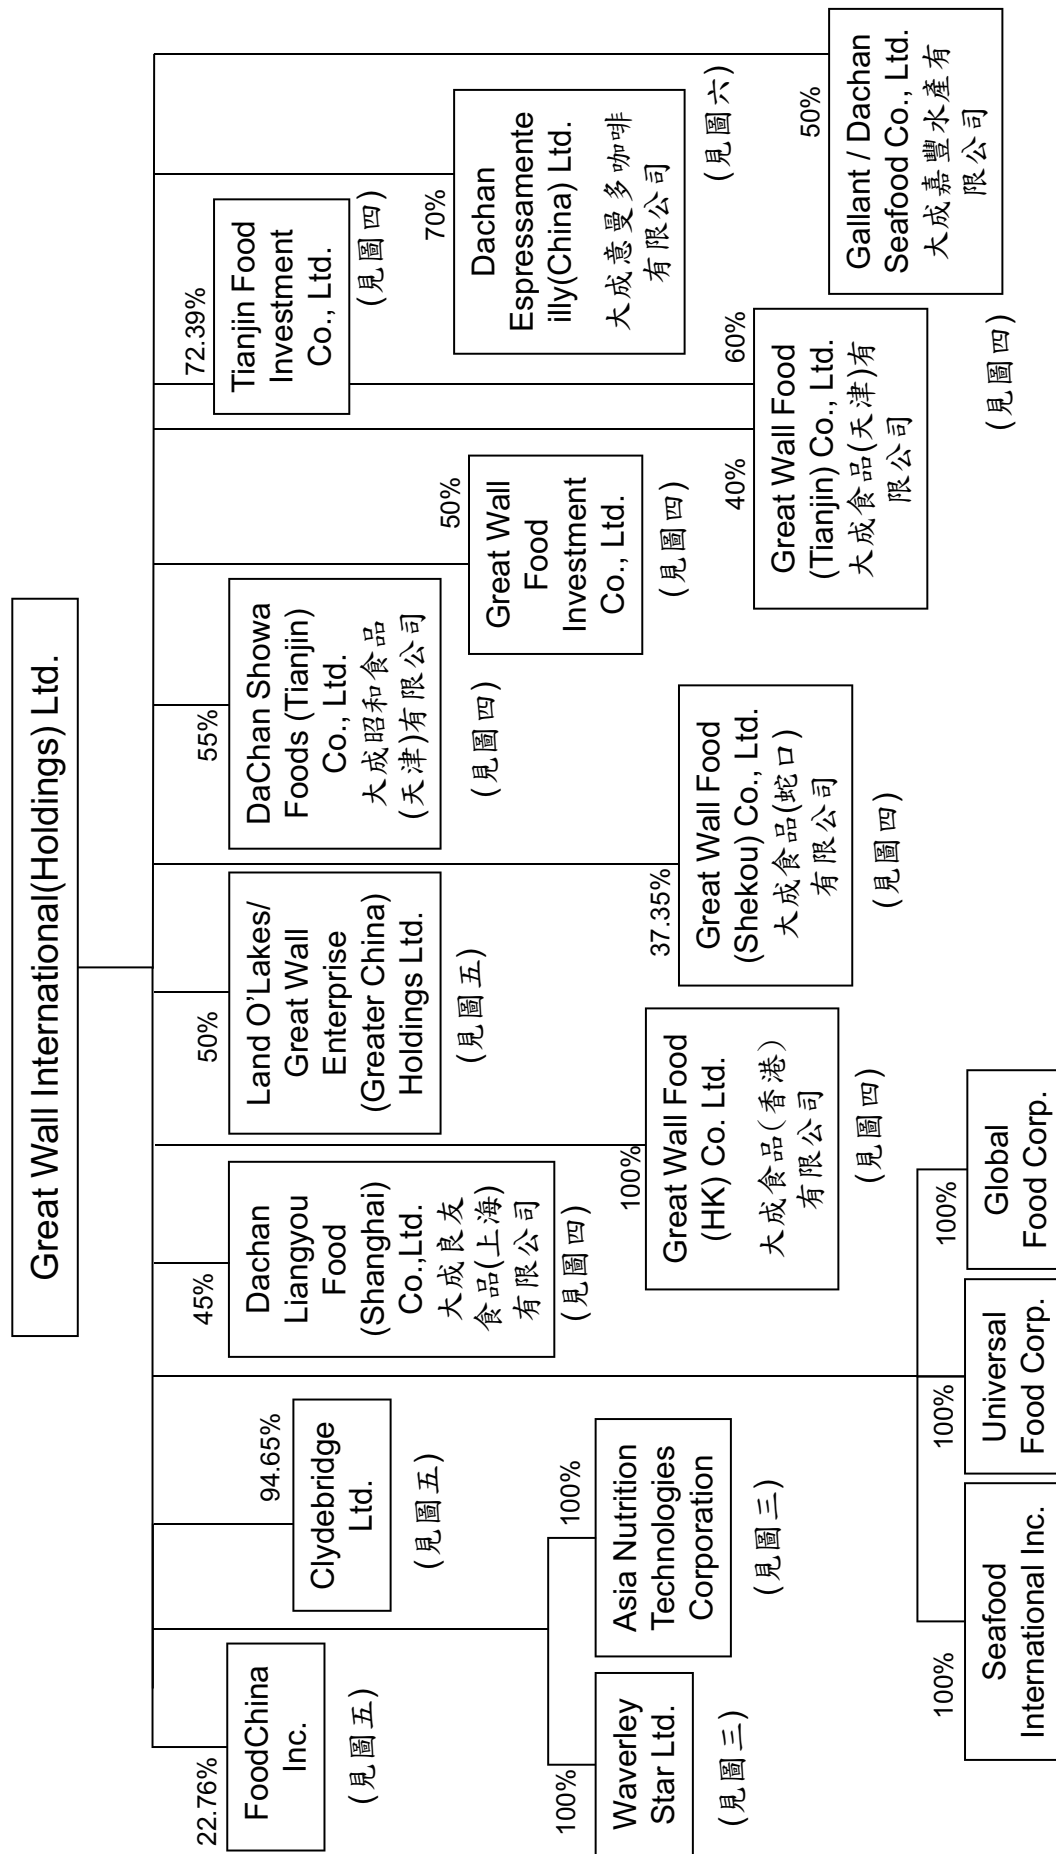 Great Wall International(Holdings) Ltd.
22.76%
FoodChina
Inc.
(見圖五)
94.65%
Clydebridge
Ltd.
(見圖五)
45%
Dachan
Liangyou
Food
(Shanghai)
Co.,Ltd.
大成良友
食品(上海)
有限公司
(見圖四)
50%
Land O'Lakes/
Great Wall
Enterprise
(Greater China)
Holdings Ltd.
(見圖五)
55%
DaChan Showa
Foods (Tianjin)
Co., Ltd.
大成昭和食品
(天津)有限公司
(見圖四)
50%
Great Wall
Food
Investment
Co., Ltd.
(見圖四)
72.39%
Tianjin Food
Investment
Co., Ltd.
(見圖四)
70%
Dachan
Espressamente
illy(China) Ltd.
大成意曼多咖啡
有限公司
(見圖六)
100%
Waverley
Star Ltd.
(見圖三)
100%
Asia Nutrition
Technologies
Corporation
(見圖三)
100%
Great Wall Food
(HK) Co. Ltd.
大成食品(香港)
有限公司
(見圖四)
37.35%
Great Wall Food
(Shekou) Co., Ltd.
大成食品(蛇口)
有限公司
(見圖四)
40%
60%
Great Wall Food
(Tianjin) Co., Ltd.
大成食品(天津)有
限公司
(見圖四)
50%
Gallant / Dachan
Seafood Co., Ltd.
大成嘉豐水產有
限公司
100%
Seafood
International Inc.
100%
Universal
Food Corp.
100%
Global
Food Corp.